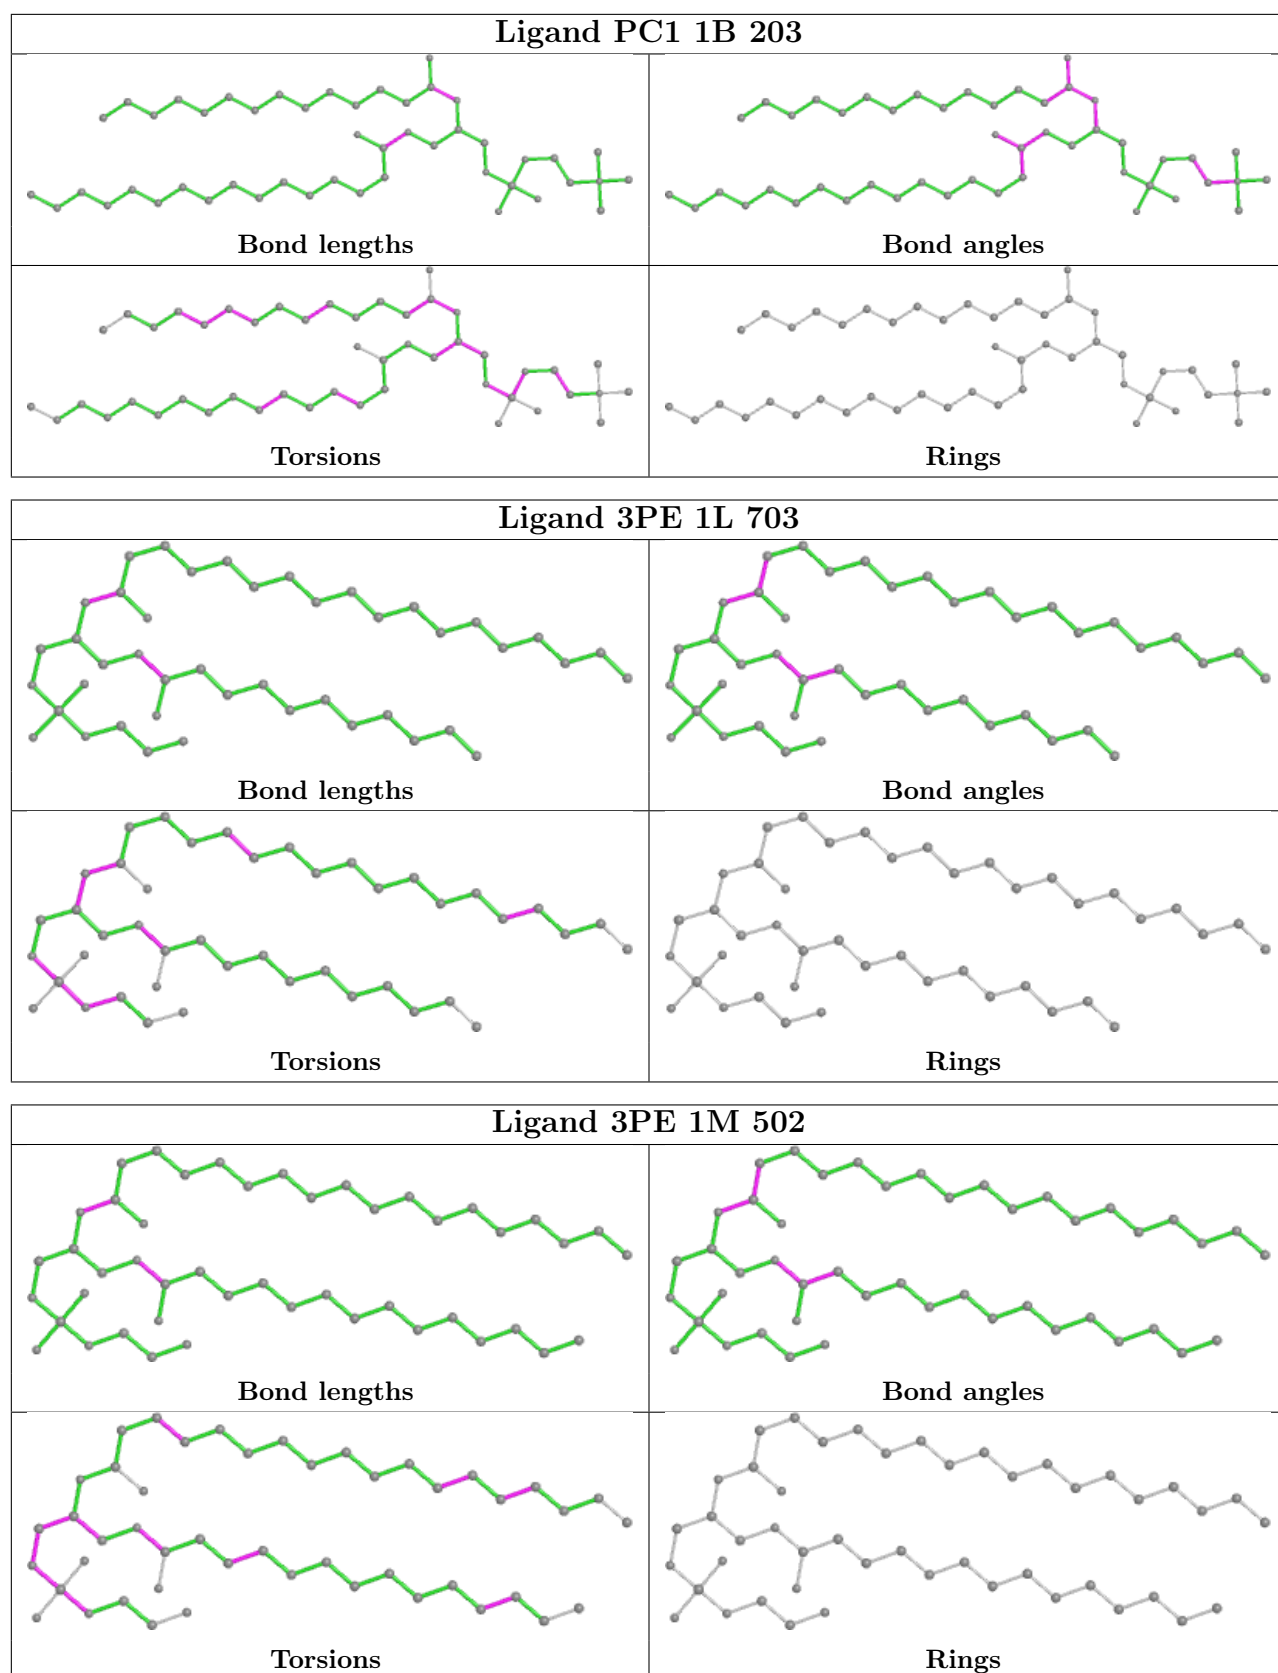 Ligand PC1 1B 203
Bond lengths Bond angles
Torsions Rings
Ligand 3PE 1L 703
Bond lengths Bond angles
Torsions Rings
Ligand 3PE 1M 502
Bond lengths Bond angles
Torsions Rings